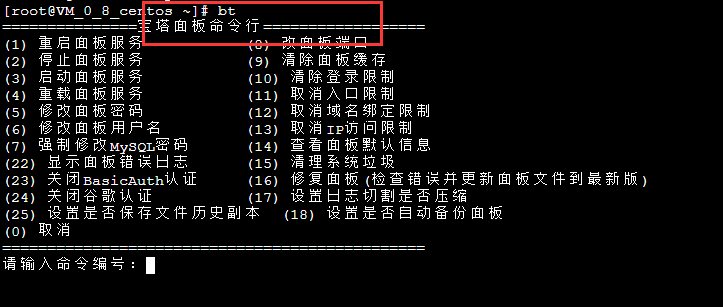 [root@VM_0_8_centos ~]# bt
===============宝塔面板命令行==================
(1) 重启面板服务 (8) 改面板端口
(2) 停止面板服务 (9) 清除面板缓存
(3) 启动面板服务 (10) 清除登录限制
(4) 重载面板服务 (11) 取消入口限制
(5) 修改面板密码 (12) 取消域名绑定限制
(6) 修改面板用户名 (13) 取消IP访问限制
(7) 强制修改MySQL密码 (14) 查看面板默认信息
(22) 显示面板错误日志 (15) 清理系统垃圾
(23) 关闭BasicAuth认证 (16) 修复面板(检查错误并更新面板文件到最新版)
(24) 关闭谷歌认证 (17) 设置日志切割是否压缩
(25) 设置是否保存文件历史副本 (18) 设置是否自动备份面板
(0) 取消
===============================================
请输入命令编号：